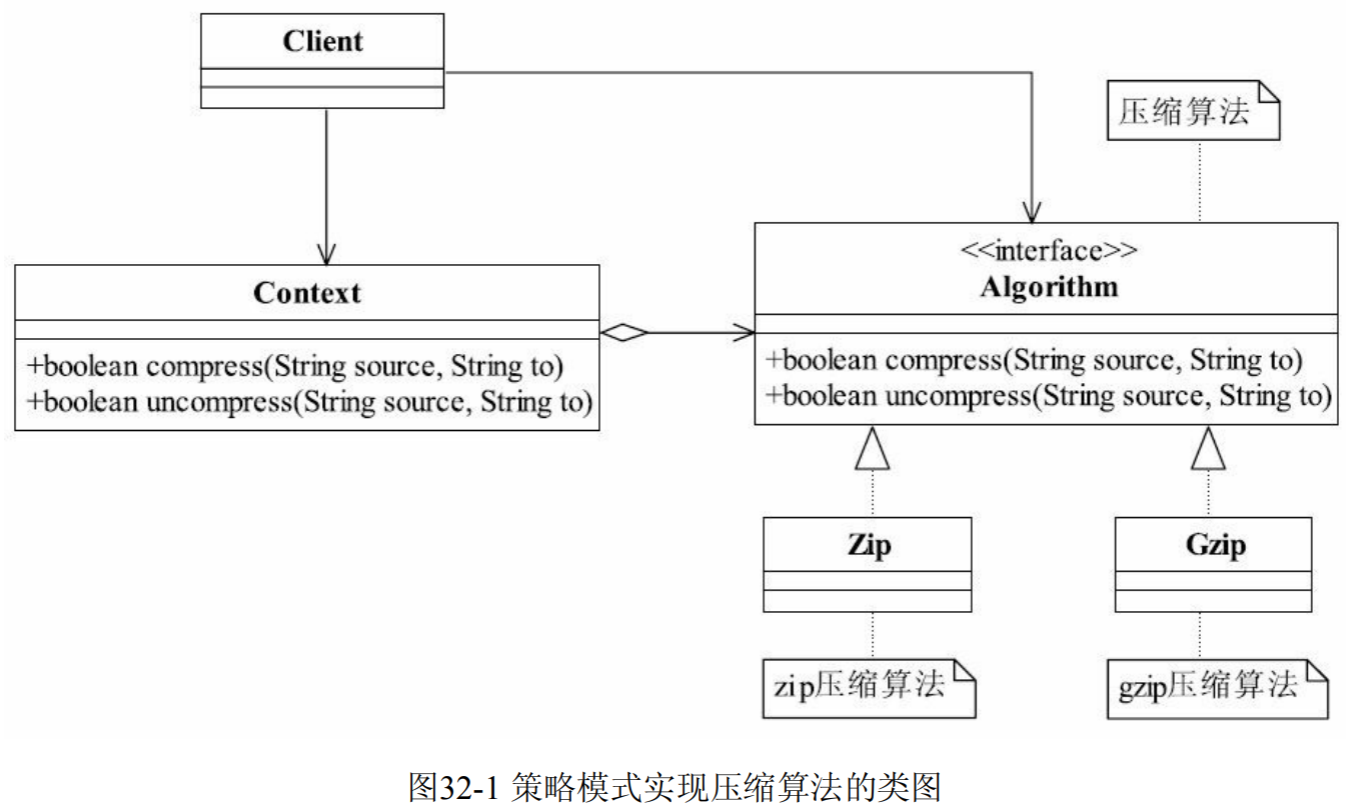 Client
压缩算法
<<interface>>
Algorithm
+boolean compress(String source, String to)
+boolean uncompress(String source, String to)
Context
+boolean compress(String source, String to)
+boolean uncompress(String source, String to)
Zip
Gzip
zip压缩算法
gzip压缩算法
图32-1 策略模式实现压缩算法的类图